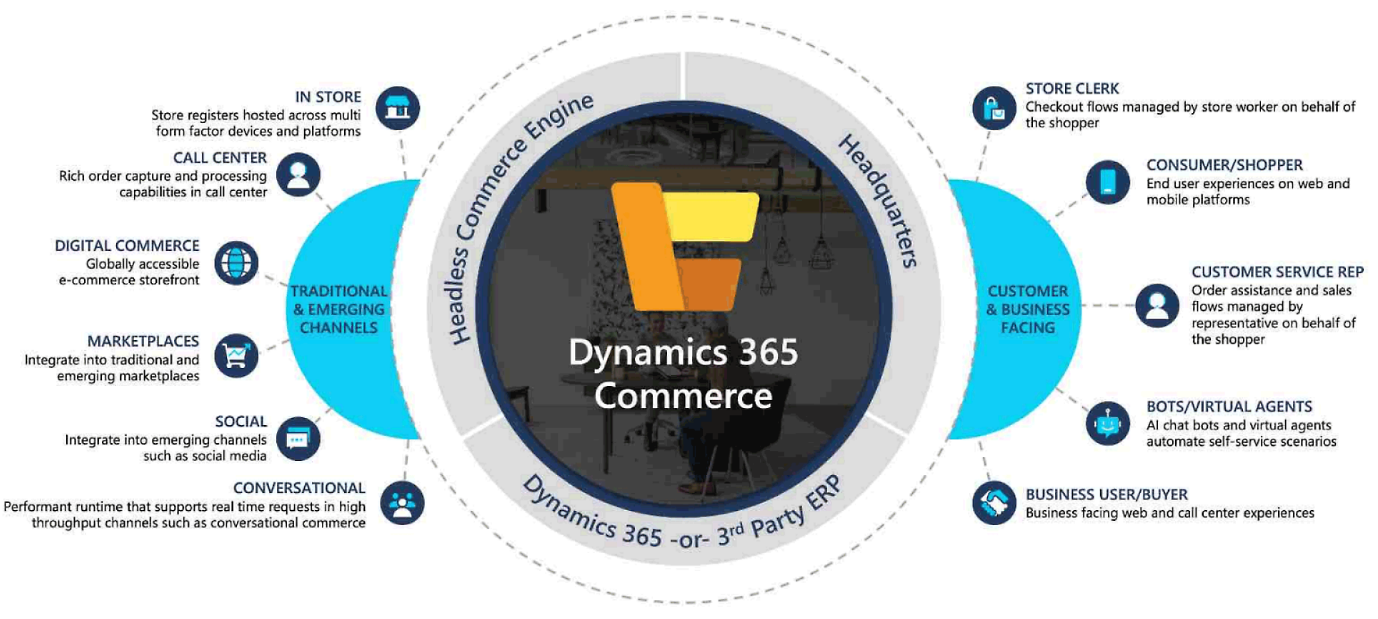 IN STORE
Store registers hosted across multi
form factor devices and platforms
CALL CENTER
Rich order capture and processing
capabilities in call center
DIGITAL COMMERCE
Globally accessible
e-commerce storefront
MARKETPLACES
Integrate into traditional and
emerging marketplaces
SOCIAL
Integrate into emerging channels
such as social media
CONVERSATIONAL
Performant runtime that supports real time requests in high
throughput channels such as conversational commerce
TRADITIONAL
& EMERGING
CHANNELS
Headless Commerce Engine
Headquarters
Dynamics 365 -or- 3rd Party ERP
Dynamics 365
Commerce
CUSTOMER
& BUSINESS
FACING
STORE CLERK
Checkout flows managed by store worker on behalf of
the shopper
CONSUMER/SHOPPER
End user experiences on web and
mobile platforms
CUSTOMER SERVICE REP
Order assistance and sales
flows managed by
representative on behalf of
the shopper
BOTS/VIRTUAL AGENTS
AI chat bots and virtual agents
automate self-service scenarios
BUSINESS USER/BUYER
Business facing web and call center experiences